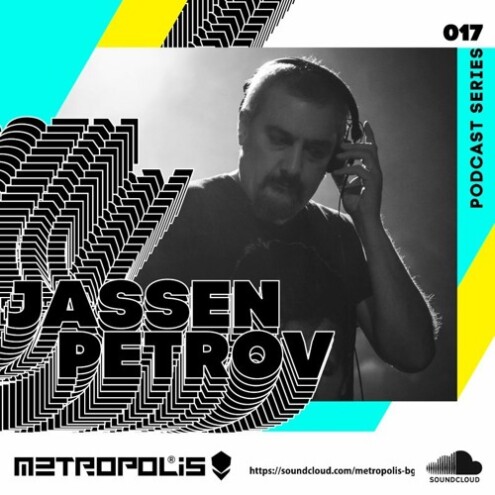 017
PODCAST SERIES
JASSEN
PETROV
METROPOLiS®
https://soundcloud.com/metropolis-bg
SOUNDCLOUD